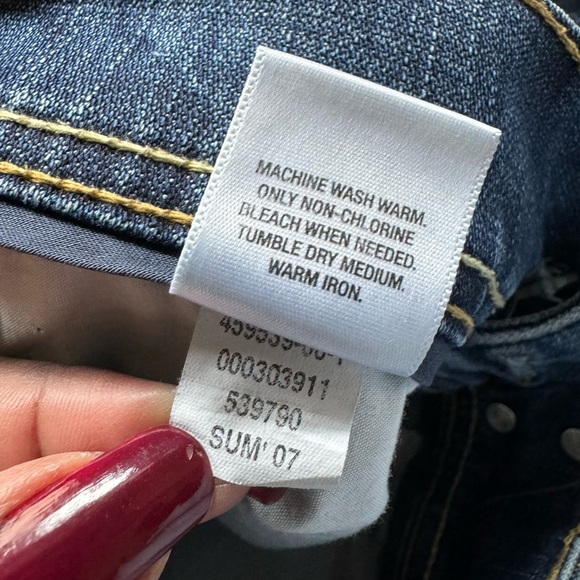 MACHINE WASH WARM.
ONLY NON-CHLORINE
BLEACH WHEN NEEDED.
TUMBLE DRY MEDIUM.
WARM IRON.
000303911
539790
SUM' 07